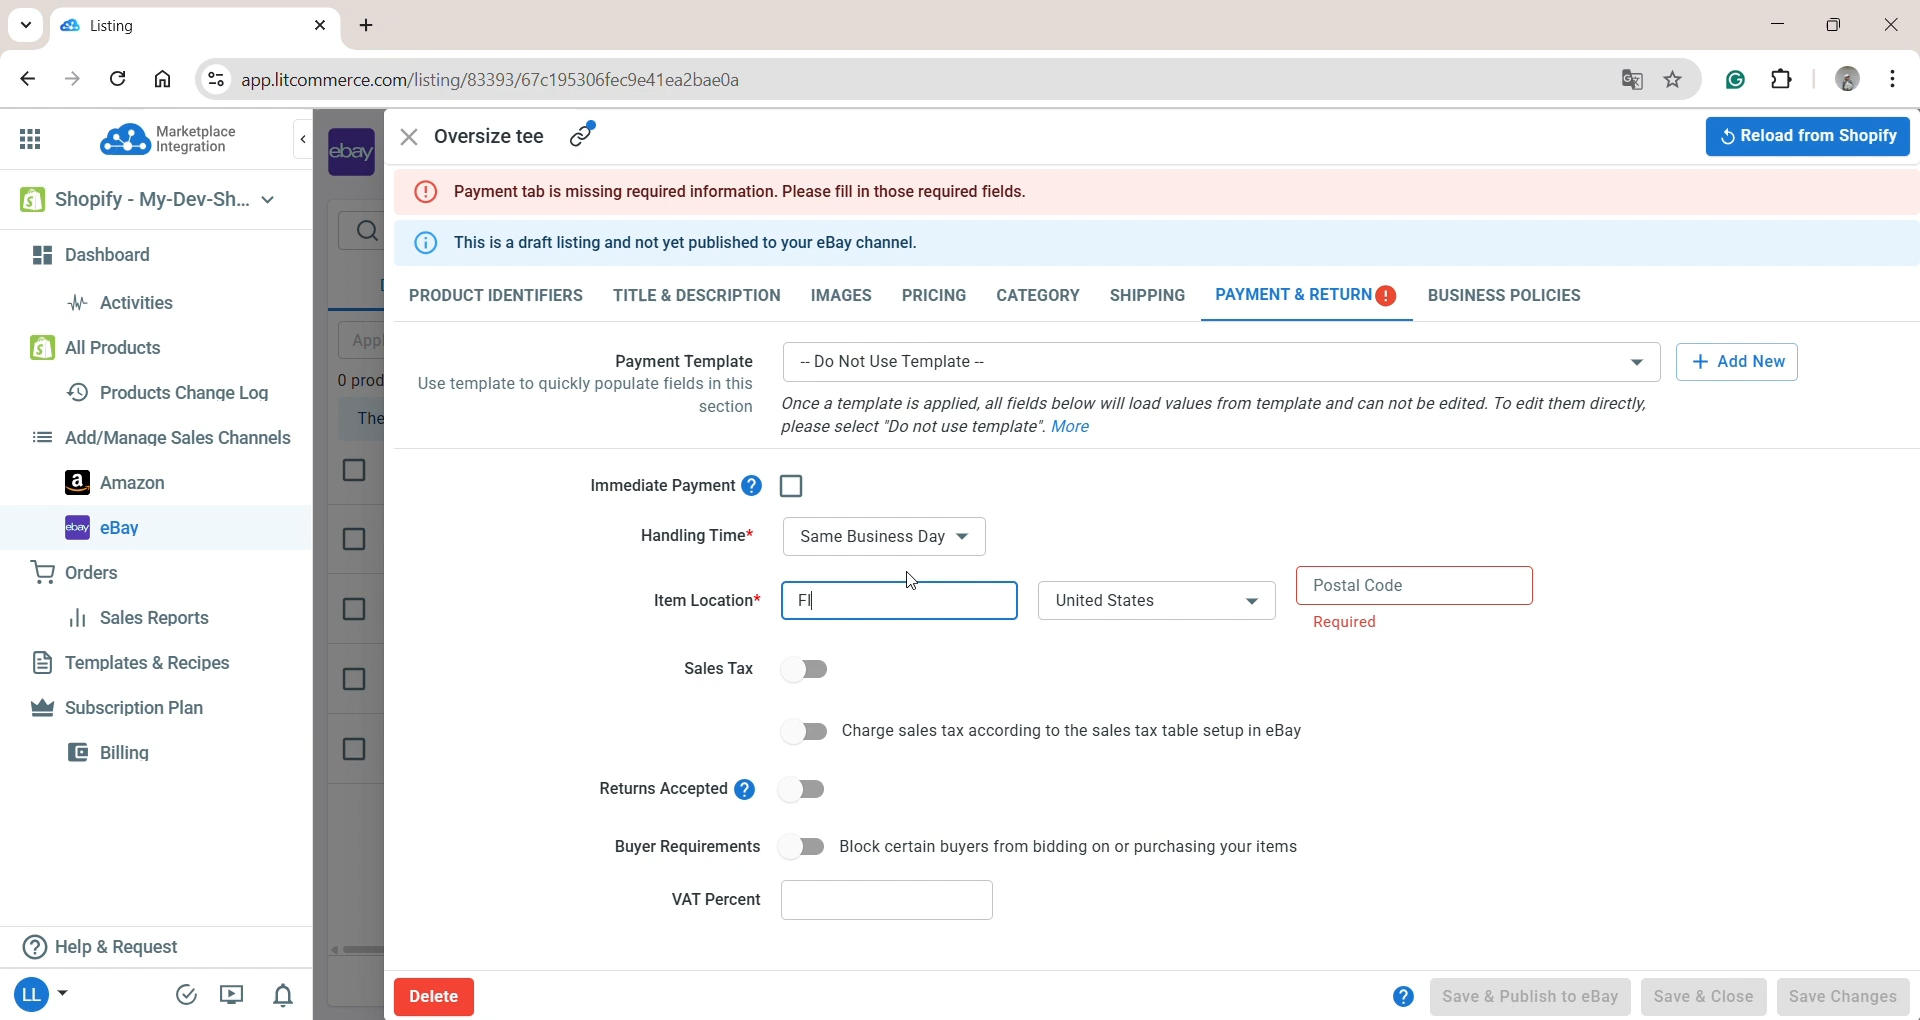 Listing
app.litcommerce.com/listing/83393/67c195306fec9e41ea2bae0a
Marketplace
Integration
Shopify - My-Dev-Sh...
Dashboard
Activities
All Products
Products Change Log
Add/Manage Sales Channels
Amazon
eBay
Orders
Sales Reports
Templates & Recipes
Subscription Plan
Billing
Help & Request
LL
ebay
0 prod
The
Oversize tee
Reload from Shopify
Payment tab is missing required information. Please fill in those required fields.
This is a draft listing and not yet published to your eBay channel.
PRODUCT IDENTIFIERS TITLE & DESCRIPTION IMAGES PRICING CATEGORY SHIPPING PAYMENT & RETURN BUSINESS POLICIES
Payment Template
Use template to quickly populate fields in this
section
-- Do Not Use Template --
+ Add New
Once a template is applied, all fields below will load values from template and can not be edited. To edit them directly,
please select "Do not use template". More
Immediate Payment ?
Handling Time* Same Business Day
Item Location* Fl United States Postal Code
Required
Sales Tax
Charge sales tax according to the sales tax table setup in eBay
Returns Accepted ?
Buyer Requirements Block certain buyers from bidding on or purchasing your items
VAT Percent
Delete ? Save & Publish to eBay Save & Close Save Changes